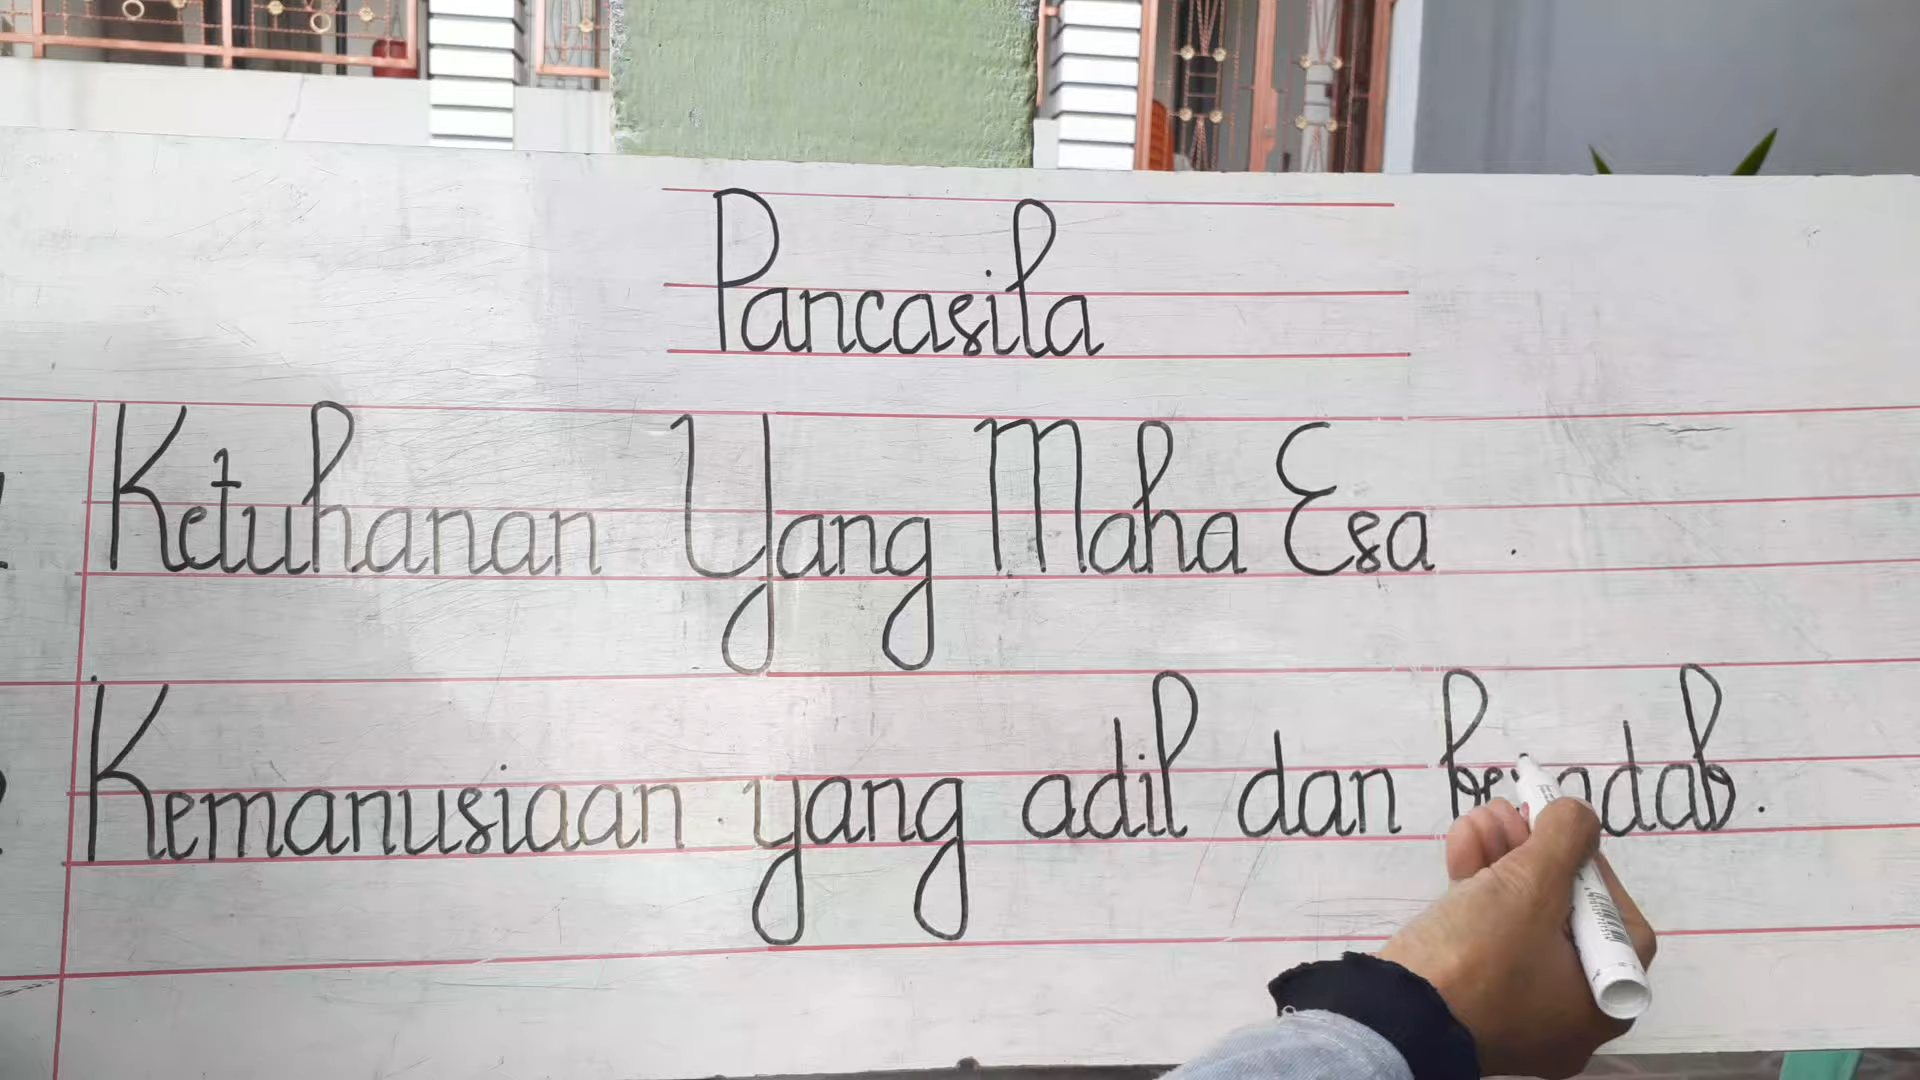 Pancasila
Ketuhanan Yang Maha Esa .
Kemanusiaan yang adil dan